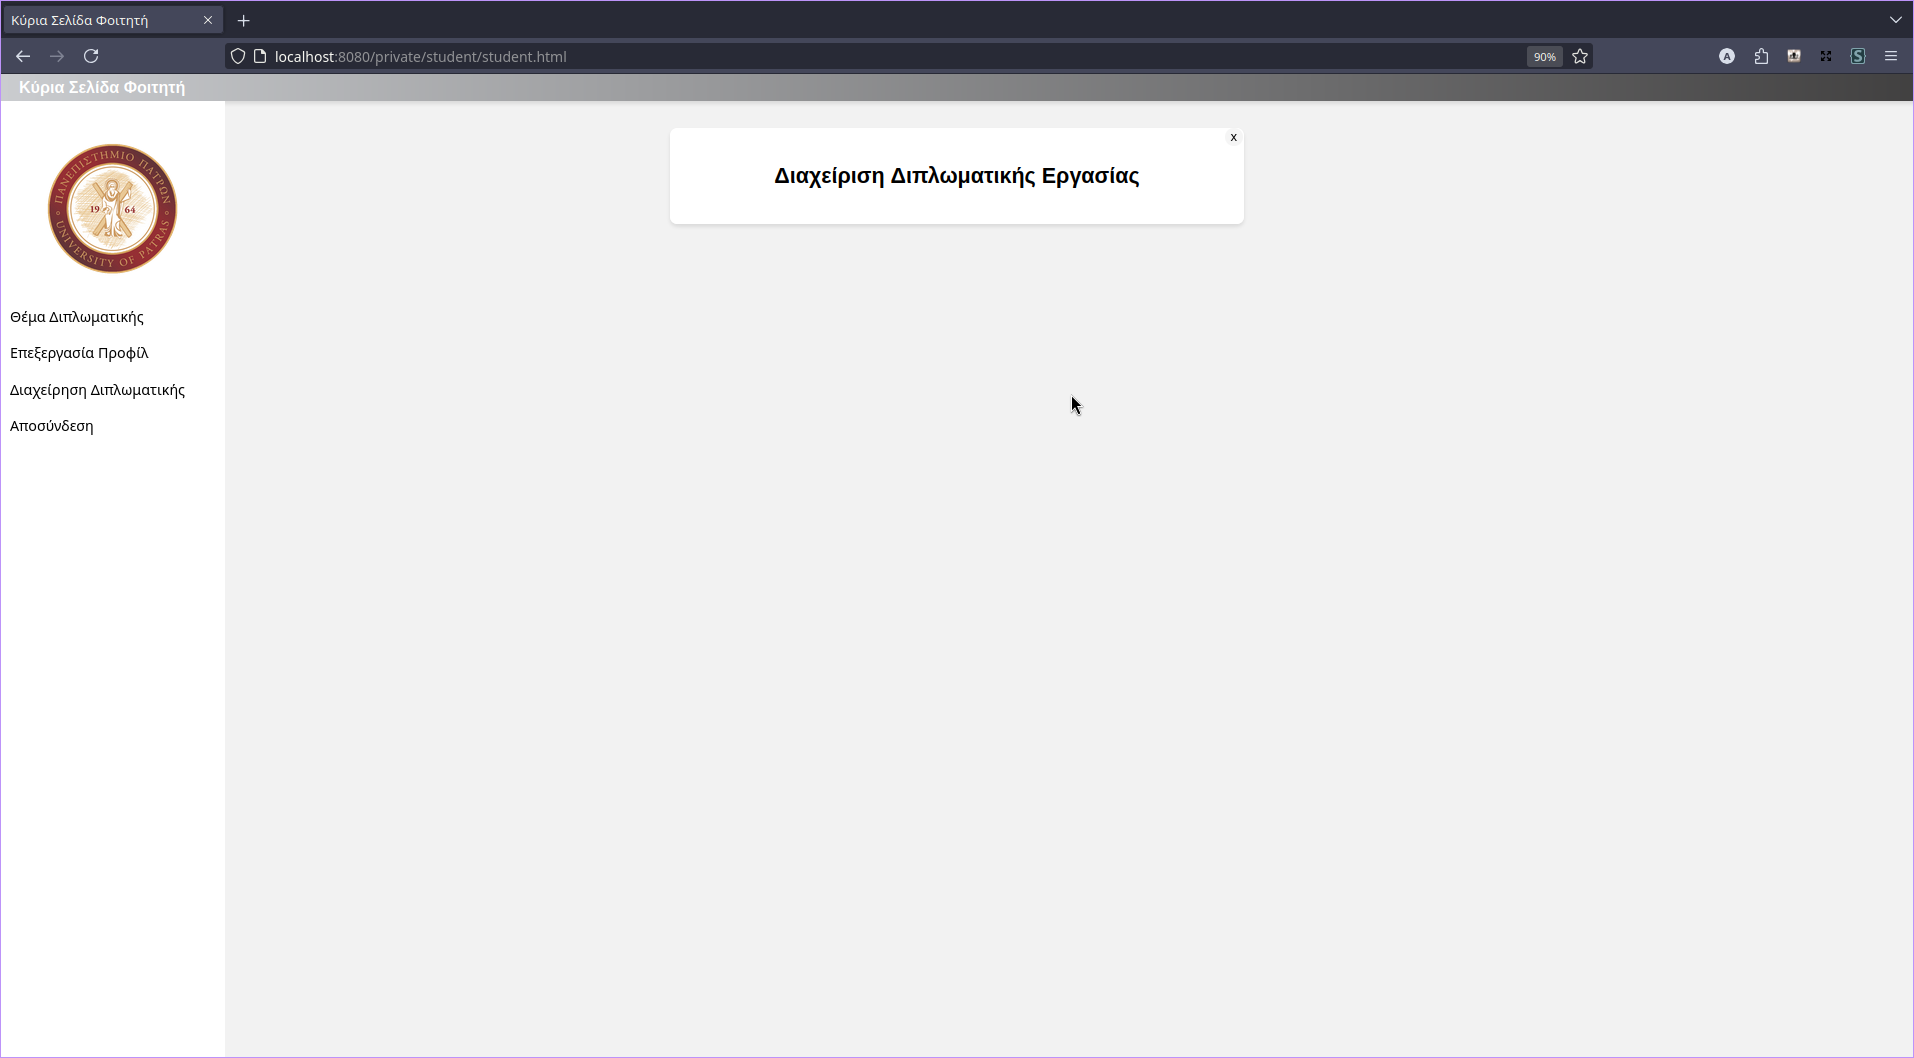 Κύρια Σελίδα Φοιτητή
localhost:8080/private/student/student.html
90%
A
S
Κύρια Σελίδα Φοιτητή
ΠΑΝΕΠΙΣΤΗΜΙΟ ΠΑΤΡΩΝ
19 64
UNIVERSITY OF PATRAS
Θέμα Διπλωματικής
Επεξεργασία Προφίλ
Διαχείρηση Διπλωματικής
Αποσύνδεση
x
Διαχείριση Διπλωματικής Εργασίας